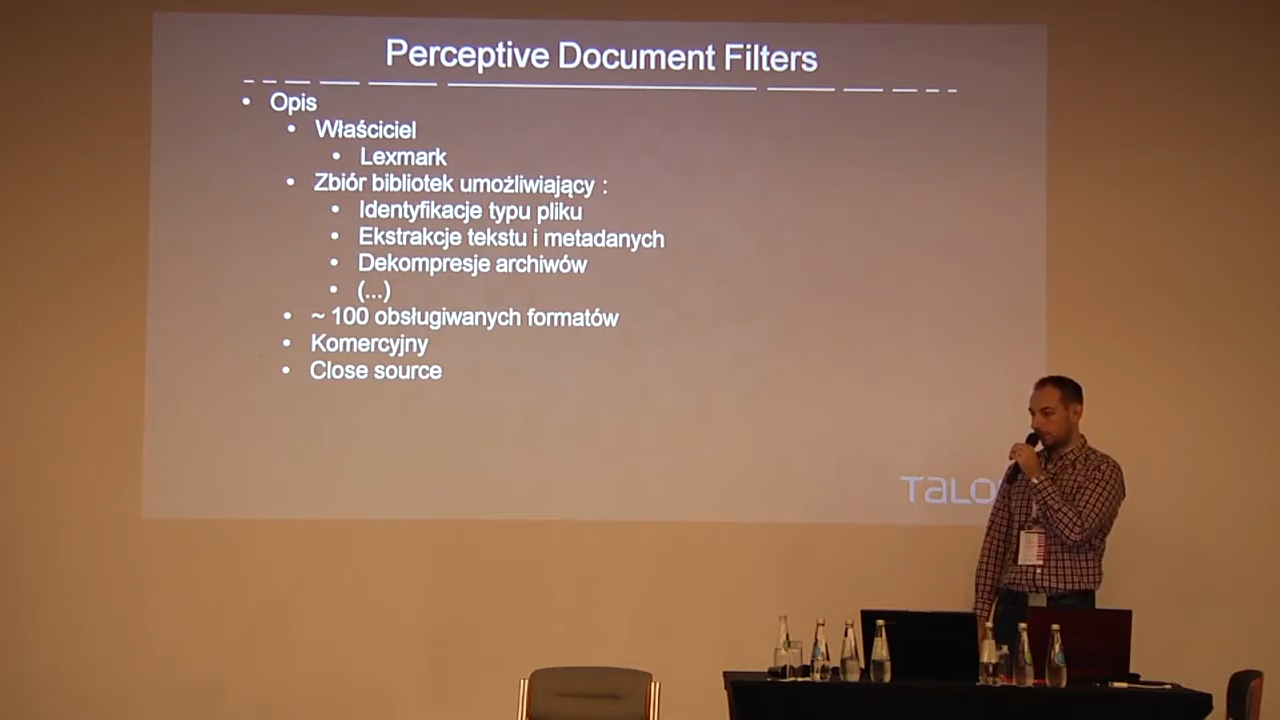 Perceptive Document Filters
• Opis
• Właściciel
• Lexmark
• Zbiór bibliotek umożliwiający :
• Identyfikacje typu pliku
• Ekstrakcje tekstu i metadanych
• Dekompresje archiwów
• (...)
• ~ 100 obsługiwanych formatów
• Komercyjny
• Close source